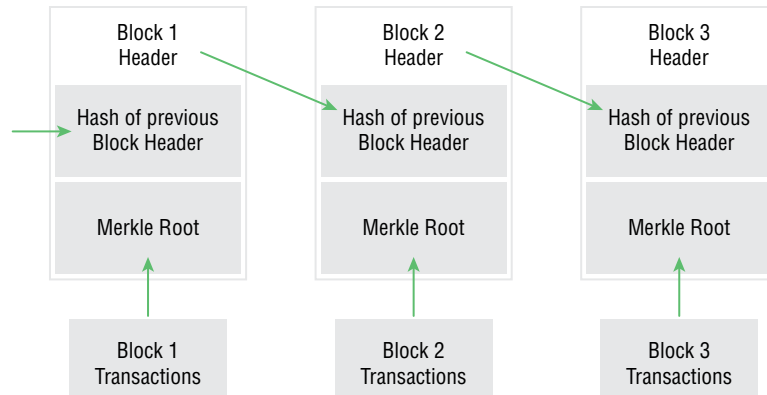 Block 1
Header
Hash of previous
Block Header
Merkle Root
Block 1
Transactions
Block 2
Header
Hash of previous
Block Header
Merkle Root
Block 2
Transactions
Block 3
Header
Hash of previous
Block Header
Merkle Root
Block 3
Transactions